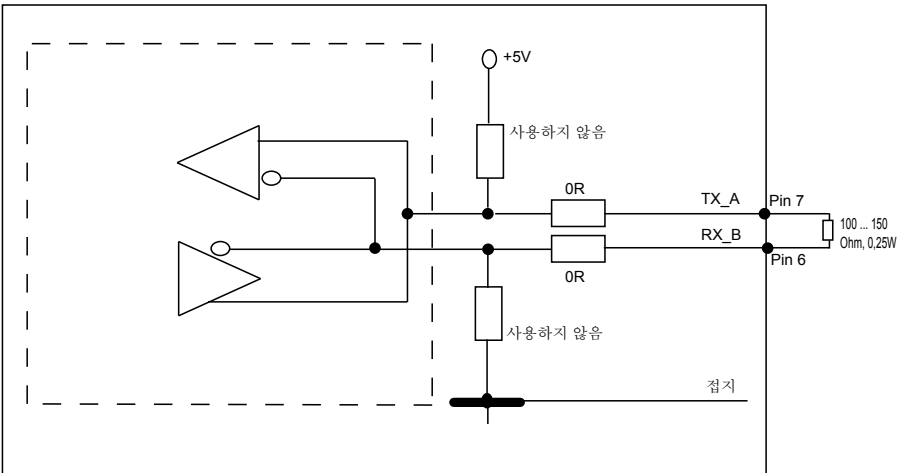 +5V
사용하지 않음
0R
TX_A
Pin 7
100 ... 150
Ohm, 0,25W
RX_B
Pin 6
0R
사용하지 않음
접지